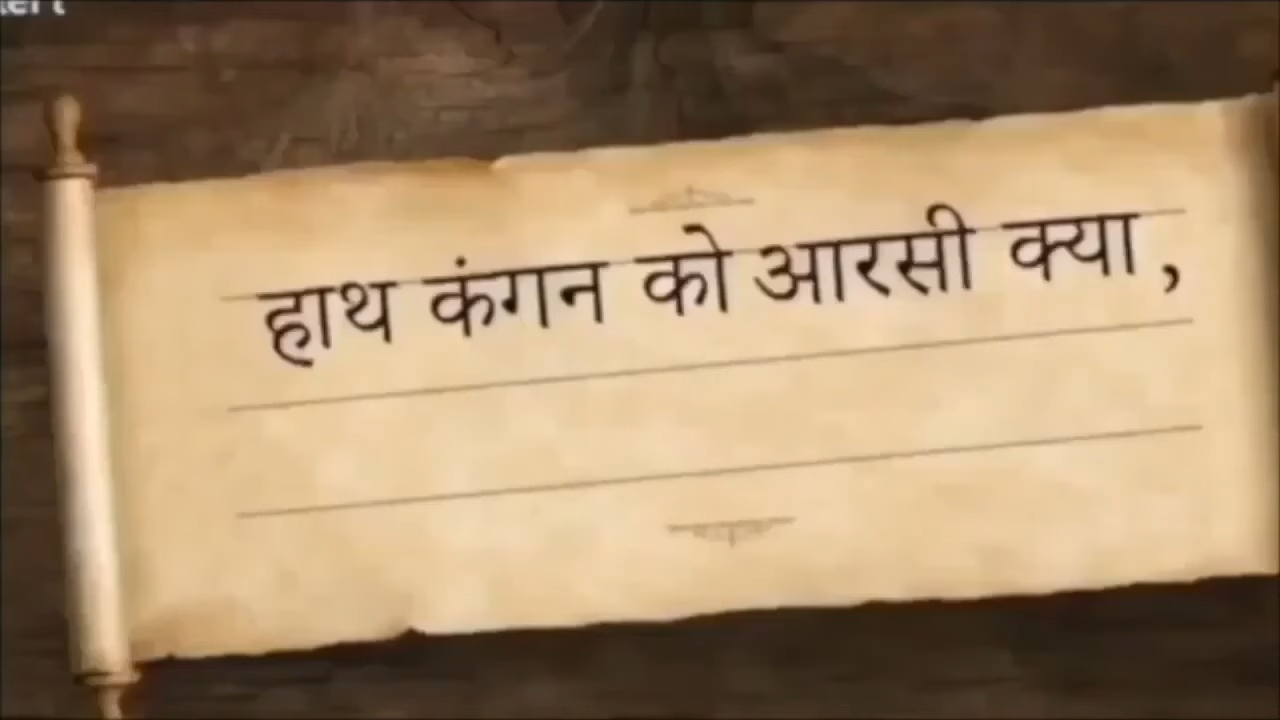 हाथ कंगन को आरसी क्या,